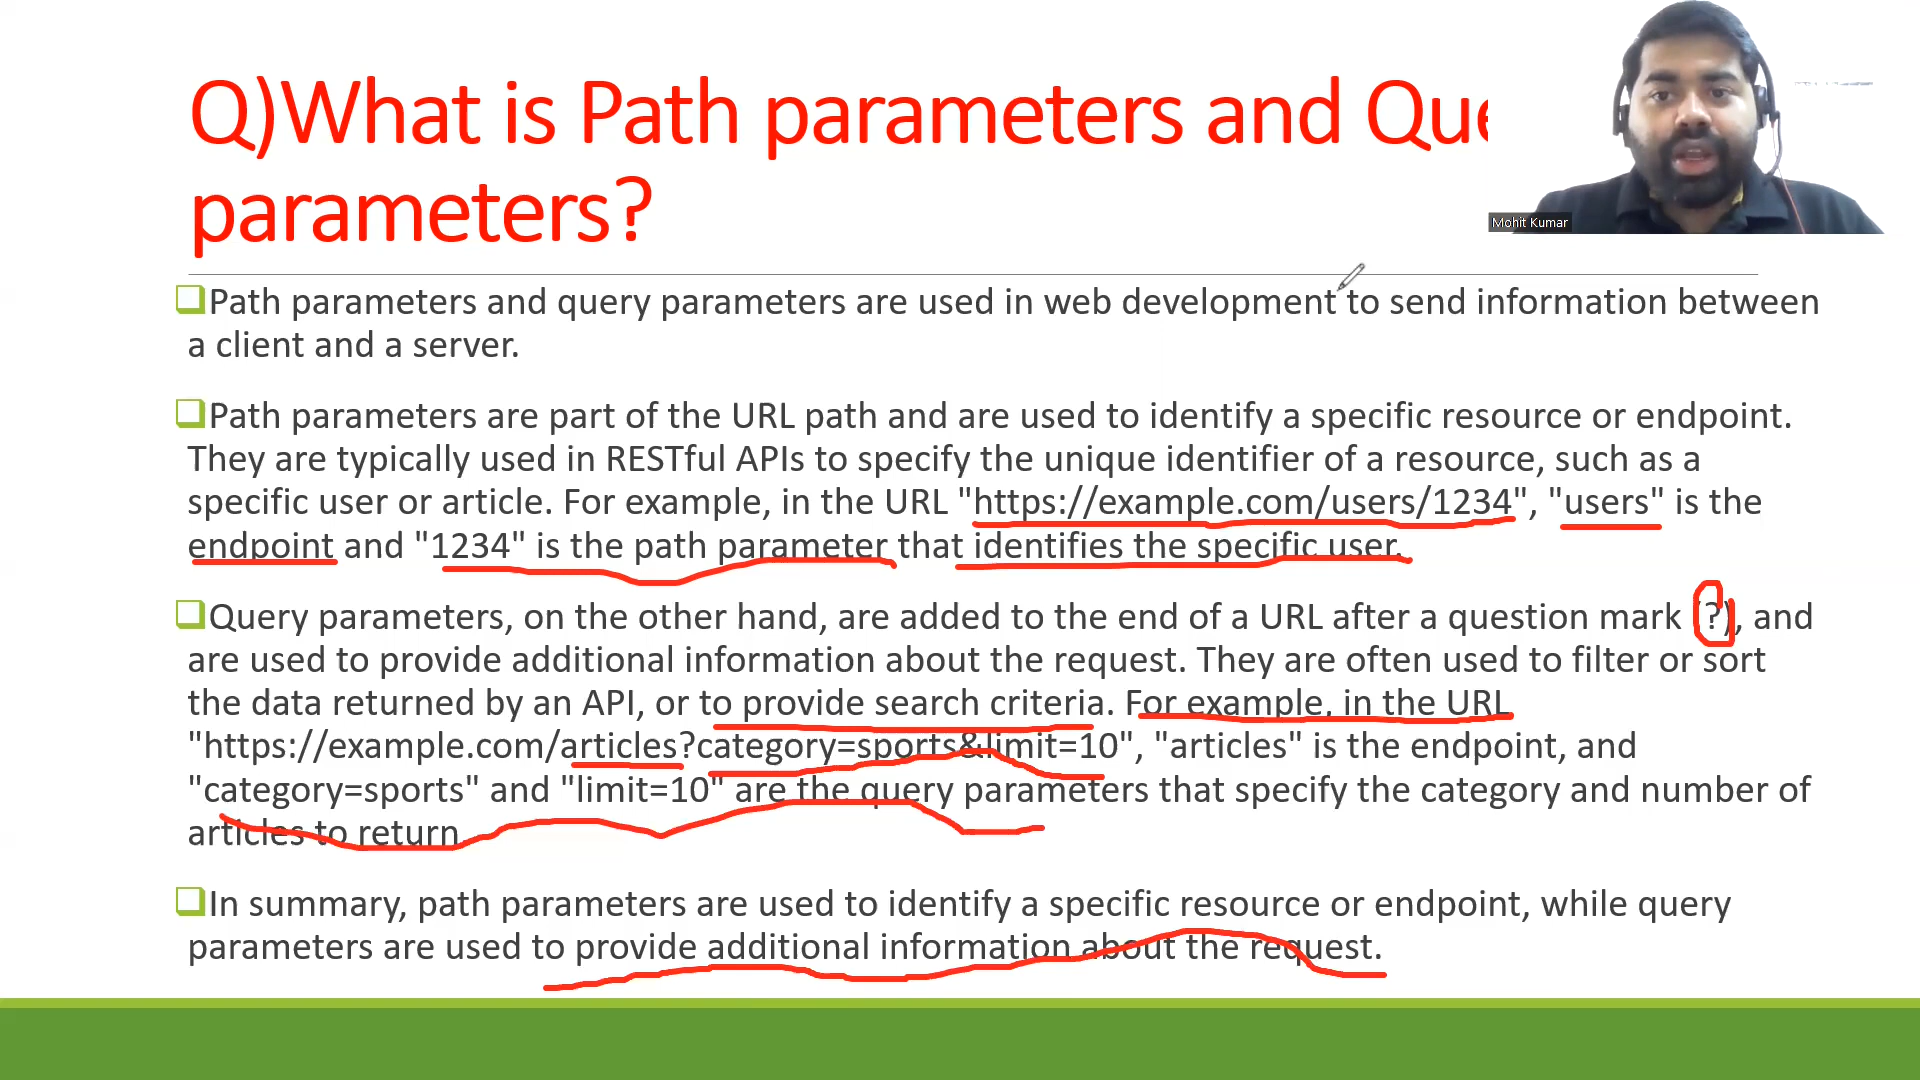 Q)What is Path parameters and Que
parameters?
Mohit Kumar
Path parameters and query parameters are used in web development to send information between
a client and a server.
Path parameters are part of the URL path and are used to identify a specific resource or endpoint.
They are typically used in RESTful APIs to specify the unique identifier of a resource, such as a
specific user or article. For example, in the URL "https://example.com/users/1234", "users" is the
endpoint and "1234" is the path parameter that identifies the specific user.
Query parameters, on the other hand, are added to the end of a URL after a question mark (?), and
are used to provide additional information about the request. They are often used to filter or sort
the data returned by an API, or to provide search criteria. For example, in the URL
"https://example.com/articles?category=sports&limit=10", "articles" is the endpoint, and
"category=sports" and "limit=10" are the query parameters that specify the category and number of
articles to return.
In summary, path parameters are used to identify a specific resource or endpoint, while query
parameters are used to provide additional information about the request.